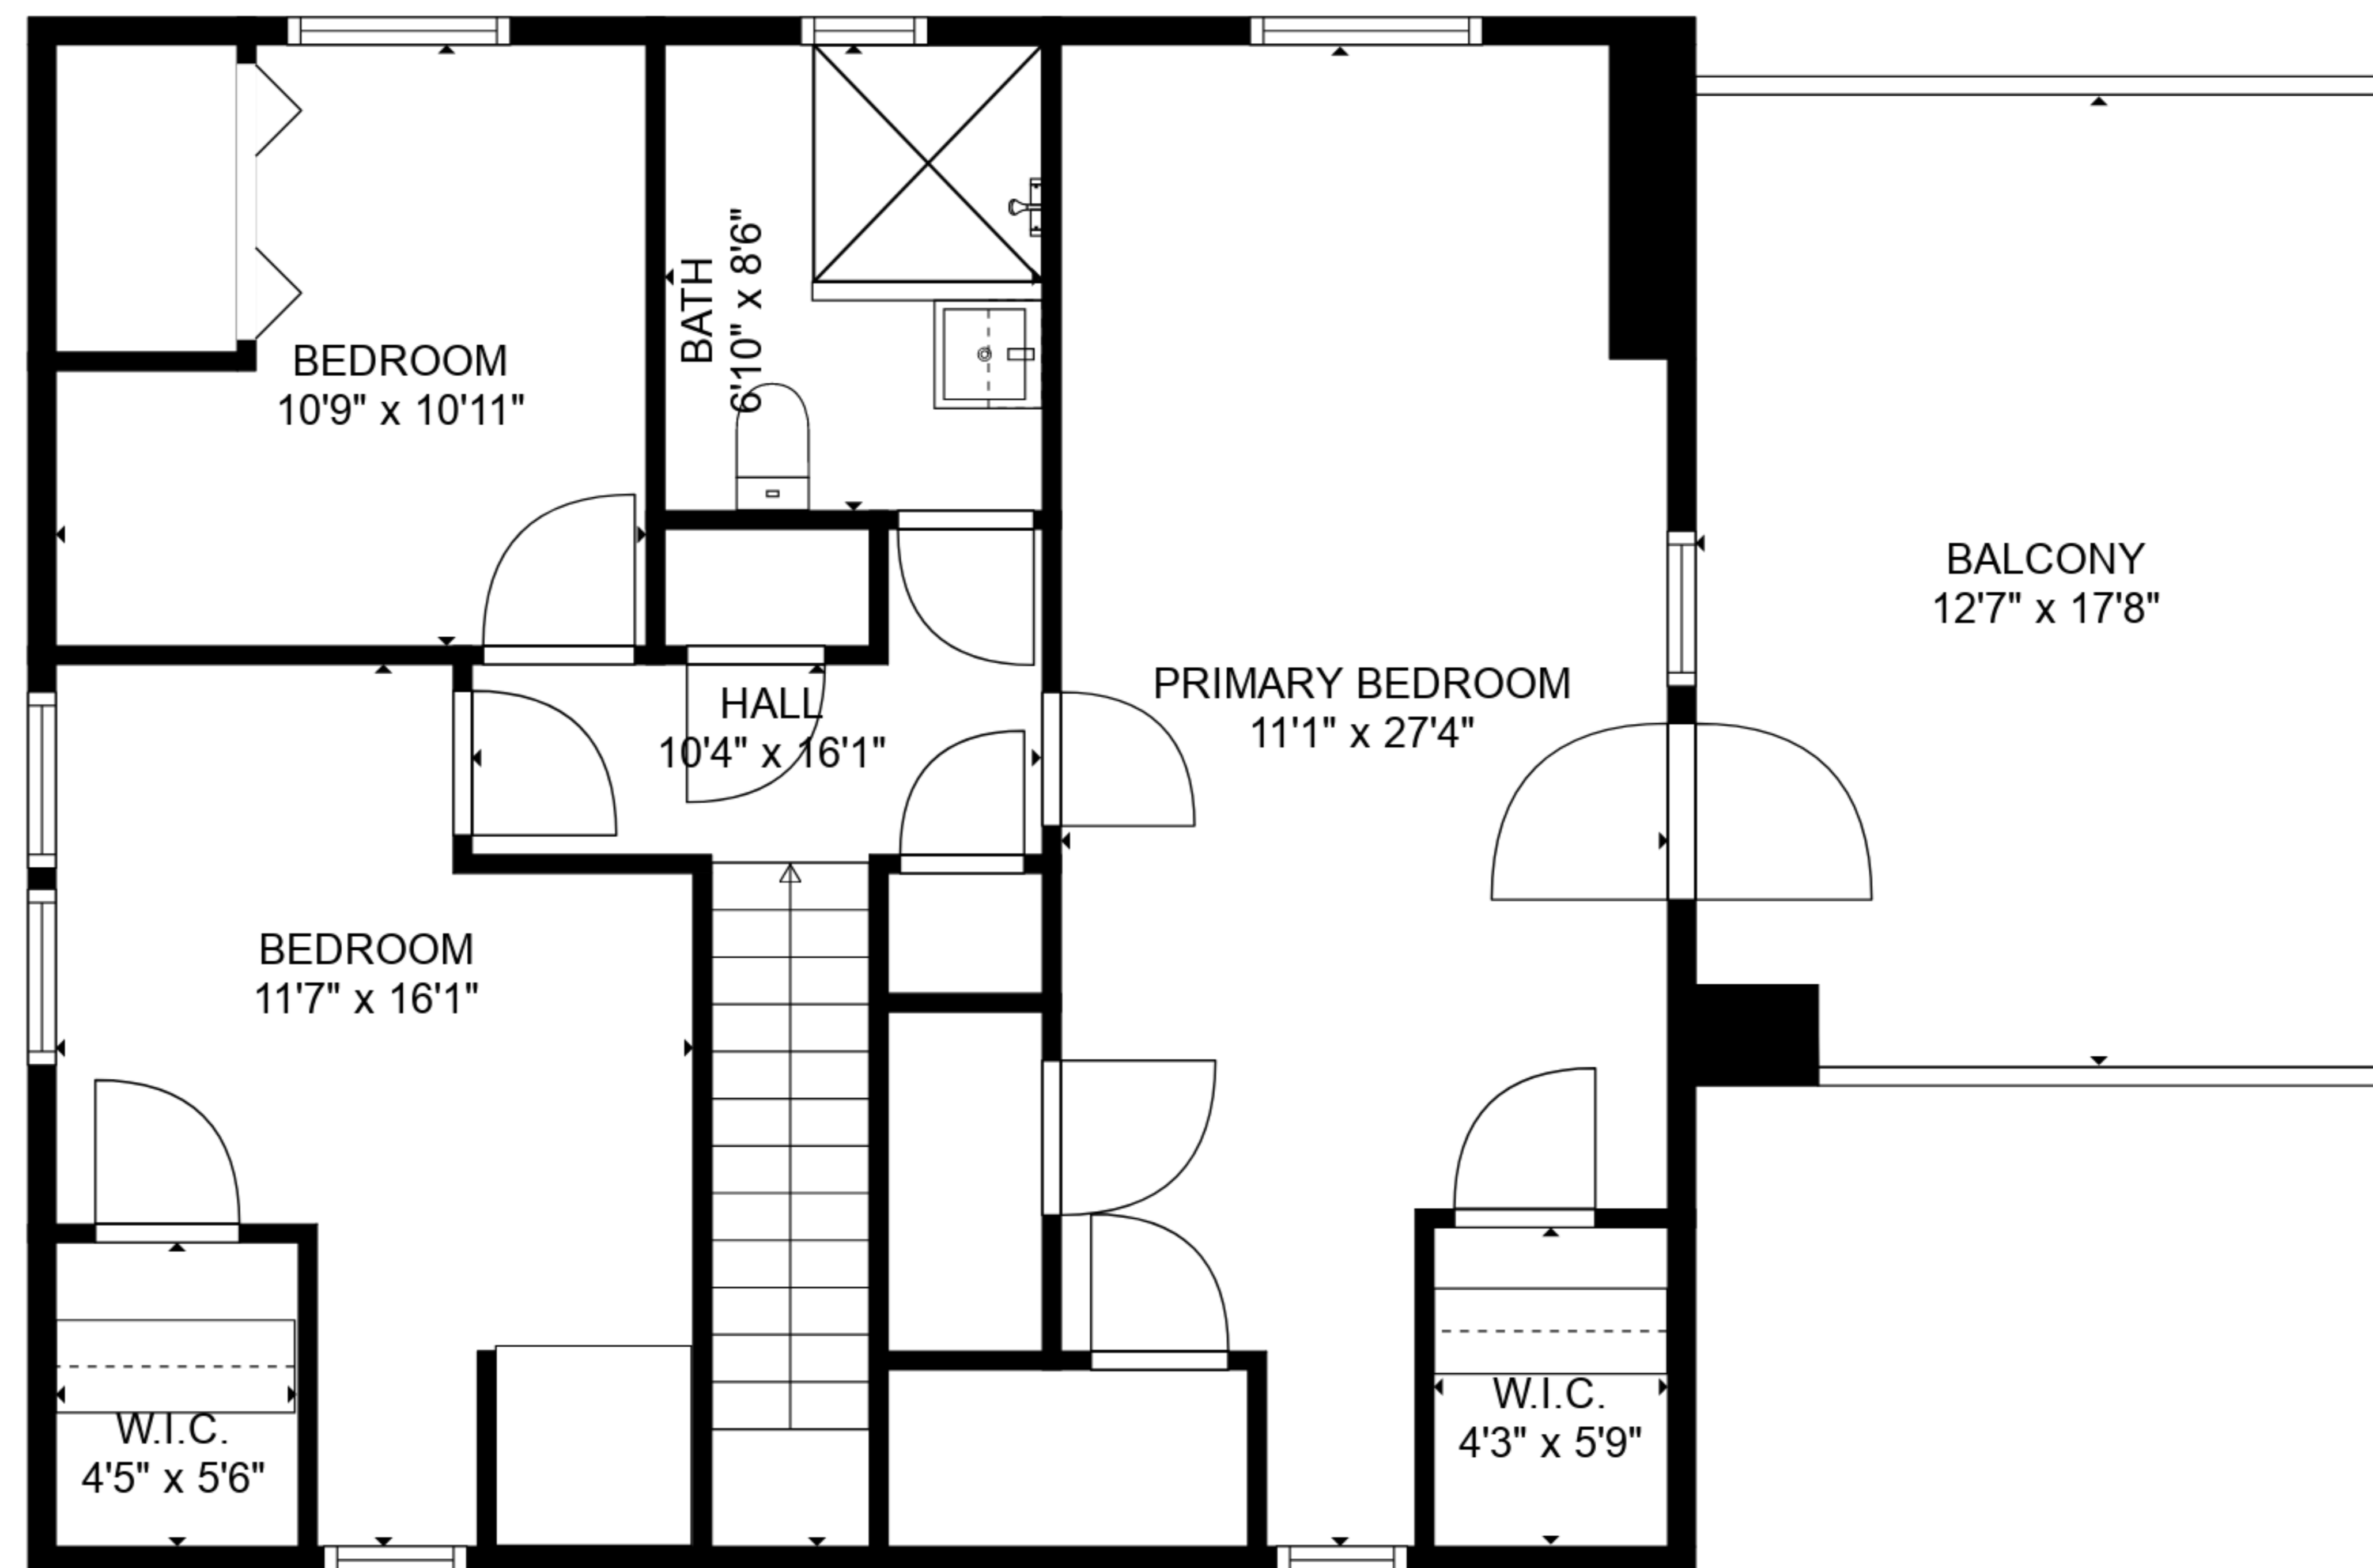 BEDROOM
10'9" x 10'11"
BATH
6'10" x 8'6"
BALCONY
12'7" x 17'8"
HALL
10'4" x 16'1"
PRIMARY BEDROOM
11'1" x 27'4"
BEDROOM
11'7" x 16'1"
W.I.C.
4'5" x 5'6"
W.I.C.
4'3" x 5'9"